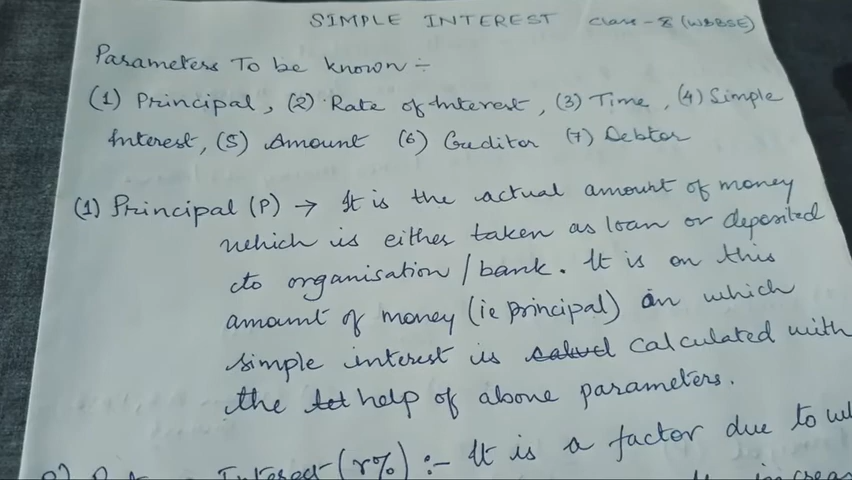 SIMPLE INTEREST Class-8 (WBBSE)
Parameters To be known :-
(1) Principal, (2) Rate of Interest, (3) Time, (4) Simple
Interest, (5) Amount (6) Creditor (7) Debtor
(1) Principal (P) → It is the actual amount of money
which is either taken as loan or deposited
to organisation/bank. It is on this
amount of money (ie principal) on which
simple interest is calculated with
the help of above parameters.
Interest (r%) :- It is a factor due to